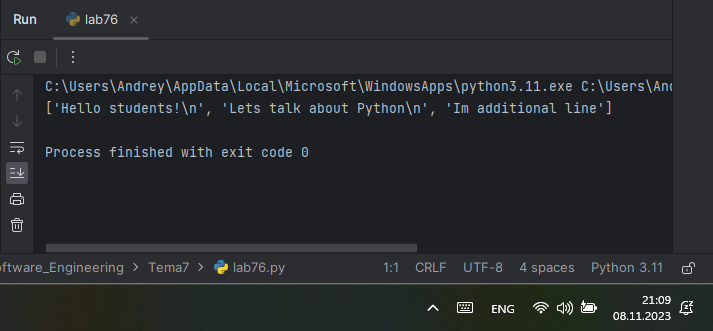 Run lab76
C:\Users\Andrey\AppData\Local\Microsoft\WindowsApps\python3.11.exe C:\Users\And
['Hello students!\n', 'Lets talk about Python\n', 'Im additional line']
Process finished with exit code 0
oftware_Engineering > Tema7 > lab76.py 1:1 CRLF UTF-8 4 spaces Python 3.11
ENG 21:09
08.11.2023